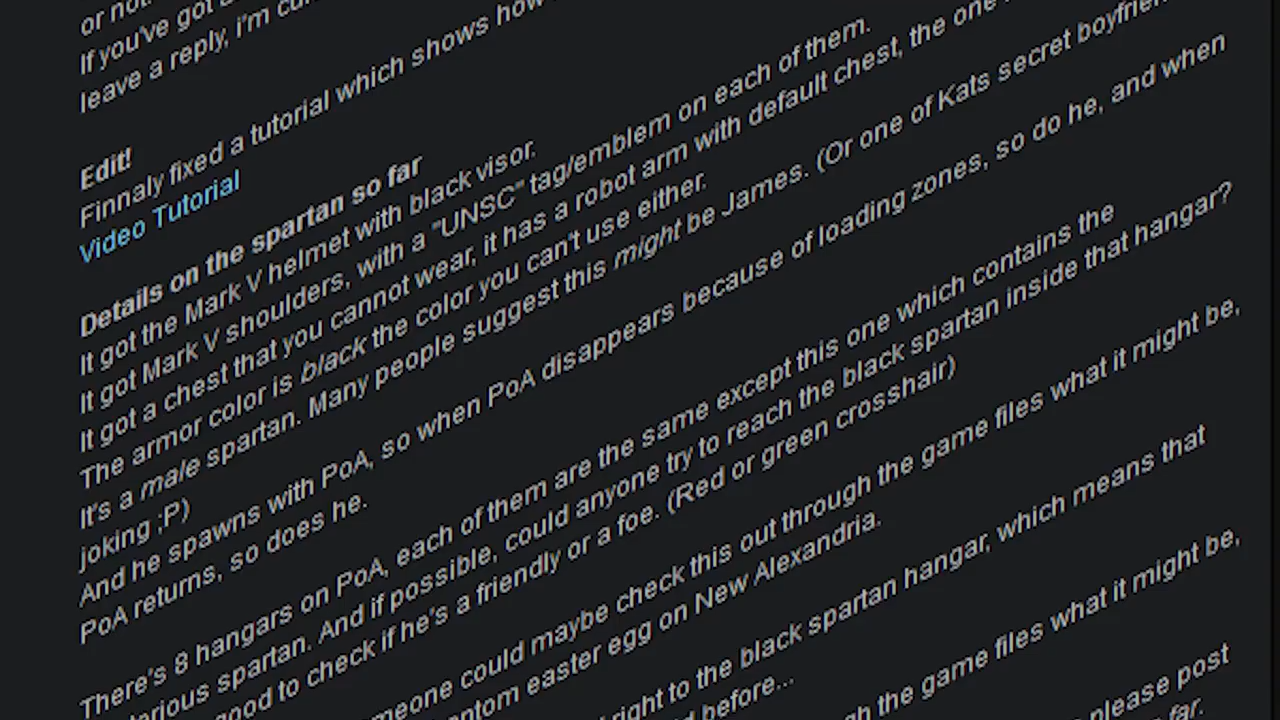 or
If you've got a
leave a reply, i'm
Edit!
Finnaly fixed a tutorial which shows how
Video Tutorial
Details on the spartan so far
It got the Mark V helmet with black visor.
It got Mark V shoulders, with a "UNSC" tag/emblem on each of them.
It got a chest that you cannot wear, it has a robot arm with default chest, the one
The armor color is black the color you can't use either.
It's a male spartan. Many people suggest this might be James. (Or one of Kats secret
joking ;P)
And he spawns with PoA, so when PoA disappears because of loading zones, so do he, and when
PoA returns, so does he.
There's 8 hangars on PoA, each of them are the same except this one which contains the
spartan. And if possible, could anyone try to reach the black spartan inside that hangar?
good to check if he's a friendly or a foe. (Red or green crosshair)
could maybe check this out through the game files what it might be,
easter egg on New Alexandria.
right to the black spartan hangar, which means that
before...
the game files what it might be,
please post
far.